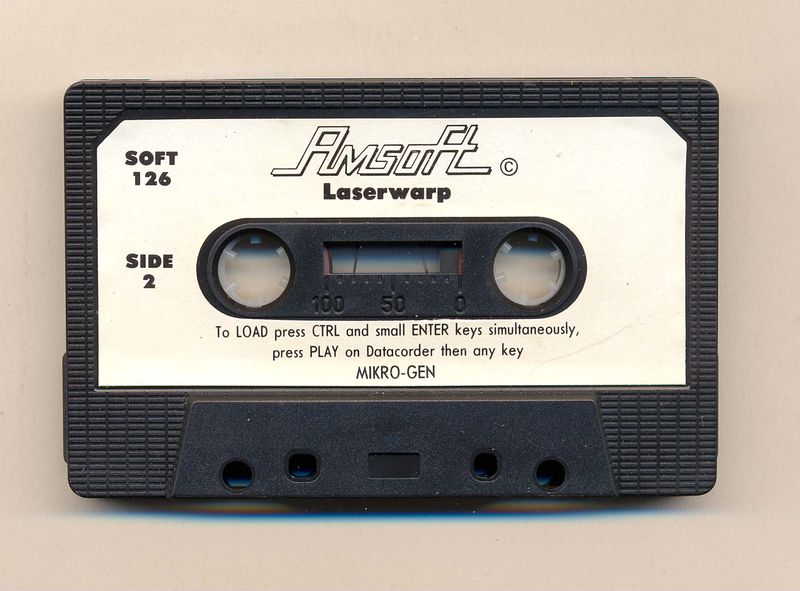 SOFT
126
Amsoft ©
Laserwarp
SIDE
2
100 50 0
To LOAD press CTRL and small ENTER keys simultaneously,
press PLAY on Datacorder then any key
MIKRO-GEN